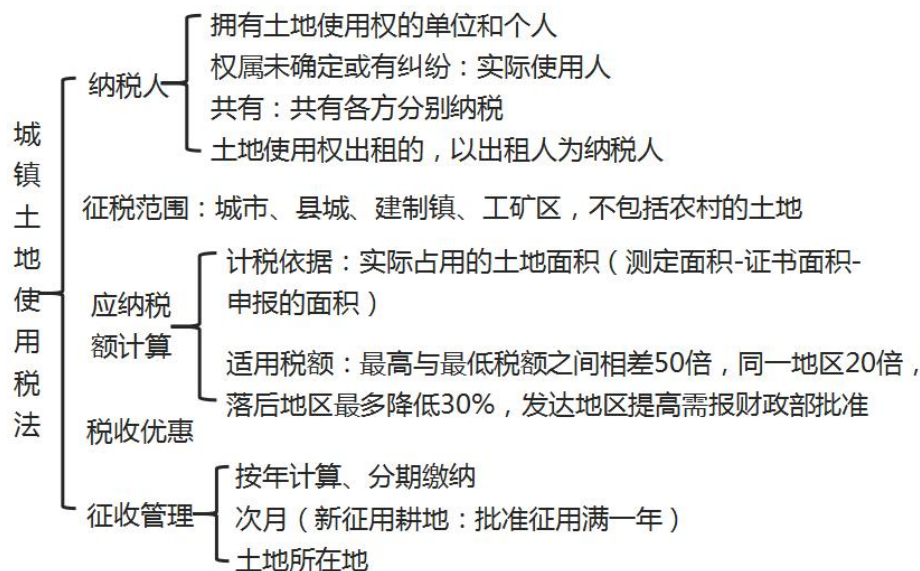 城镇土地使用税法
纳税人
拥有土地使用权的单位和个人
权属未确定或有纠纷：实际使用人
共有：共有各方分别纳税
土地使用权出租的，以出租人为纳税人
征税范围：城市、县城、建制镇、工矿区，不包括农村的土地
应纳税
额计算
计税依据：实际占用的土地面积（测定面积-证书面积-
申报的面积）
适用税额：最高与最低税额之间相差50倍，同一地区20倍，
落后地区最多降低30%，发达地区提高需报财政部批准
税收优惠
征收管理
按年计算、分期缴纳
次月（新征用耕地：批准征用满一年）
土地所在地